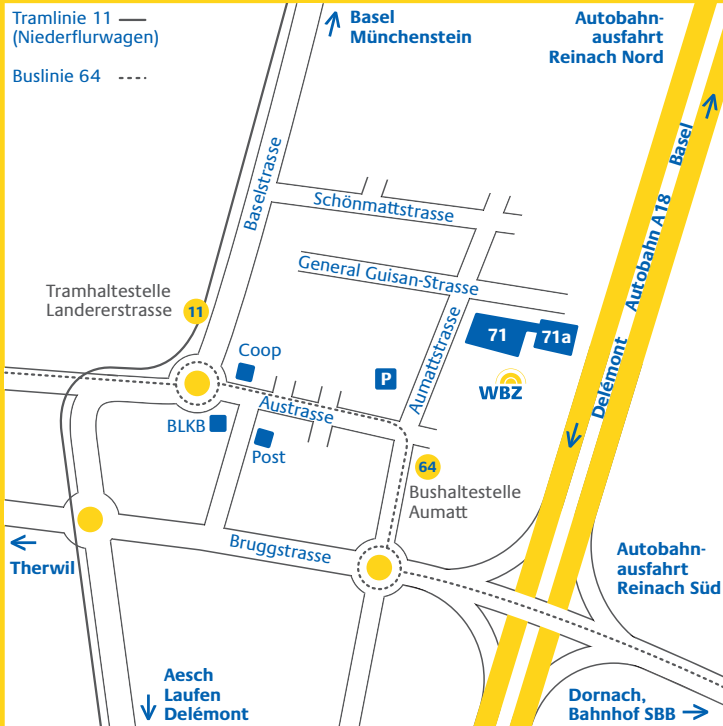 Tramlinie 11
(Niederflurwagen)
Buslinie 64
Basel
Münchenstein
Autobahn-
ausfahrt
Reinach Nord
Baselstrasse
Schönmattstrasse
General Guisan-Strasse
Aumattstrasse
Delémont Autobahn A18 Basel
Tramhaltestelle
Landererstrasse
11
71
71a
WBZ
Coop
P
Austrasse
BLKB
Post
64
Bushaltestelle
Aumatt
Bruggstrasse
Therwil
Autobahn-
ausfahrt
Reinach Süd
Aesch
Laufen
Delémont
Dornach,
Bahnhof SBB